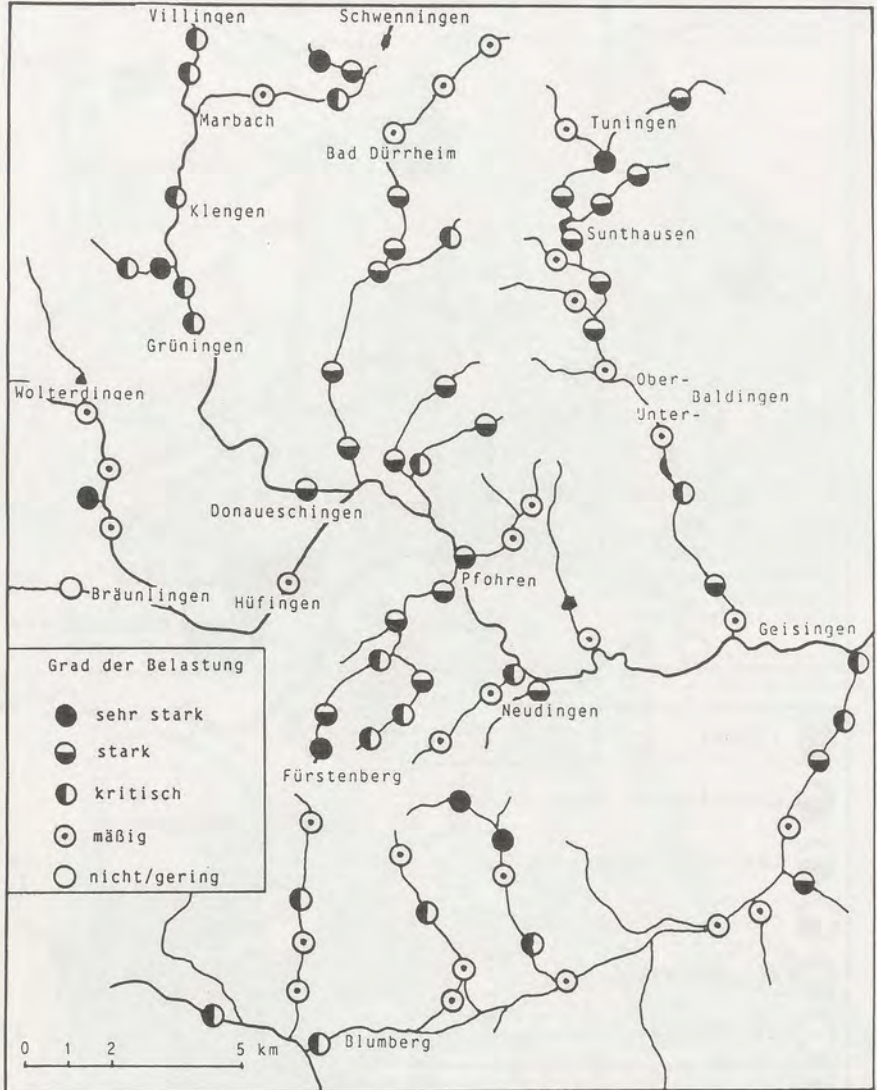 Villingen
Schwenningen
Marbach
Bad Dürrheim
Tuningen
Klengen
Sunthausen
Grüningen
Wolterdingen
Ober-
Baldingen
Unter-
Donaueschingen
Pfohren
Bräunlingen
Hüfingen
Geisingen
Grad der Belastung
sehr stark
stark
kritisch
mäßig
nicht/gering
Neudingen
Fürstenberg
Blumberg
0 1 2 5 km